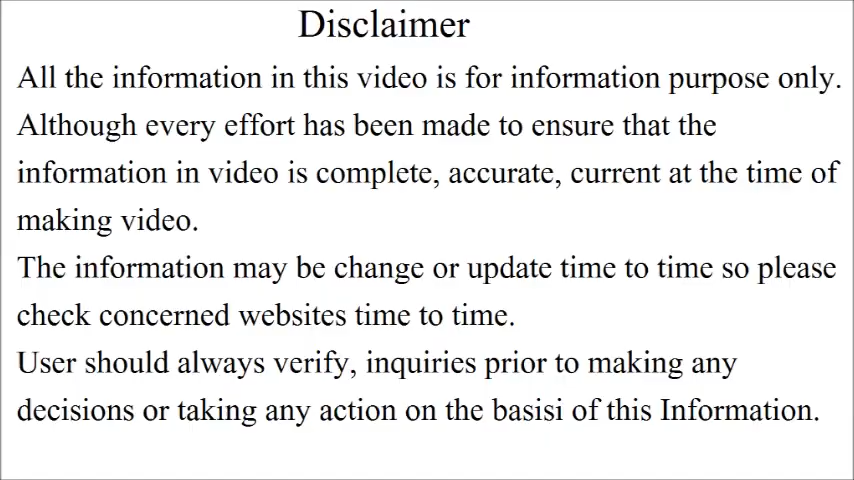 Disclaimer
All the information in this video is for information purpose only.
Although every effort has been made to ensure that the
information in video is complete, accurate, current at the time of
making video.
The information may be change or update time to time so please
check concerned websites time to time.
User should always verify, inquiries prior to making any
decisions or taking any action on the basisi of this Information.